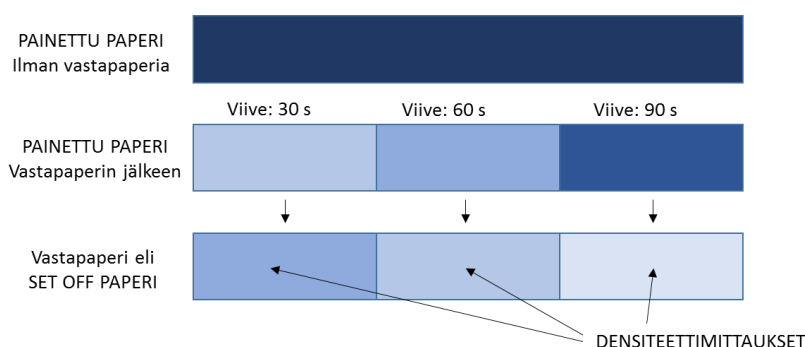 PAINETTU PAPERI
Ilman vastapaperia
Viive: 30 s
Viive: 60 s
Viive: 90 s
PAINETTU PAPERI
Vastapaperin jälkeen
Vastapaperi eli
SET OFF PAPERI
DENSITEETTIMITTAUKSET